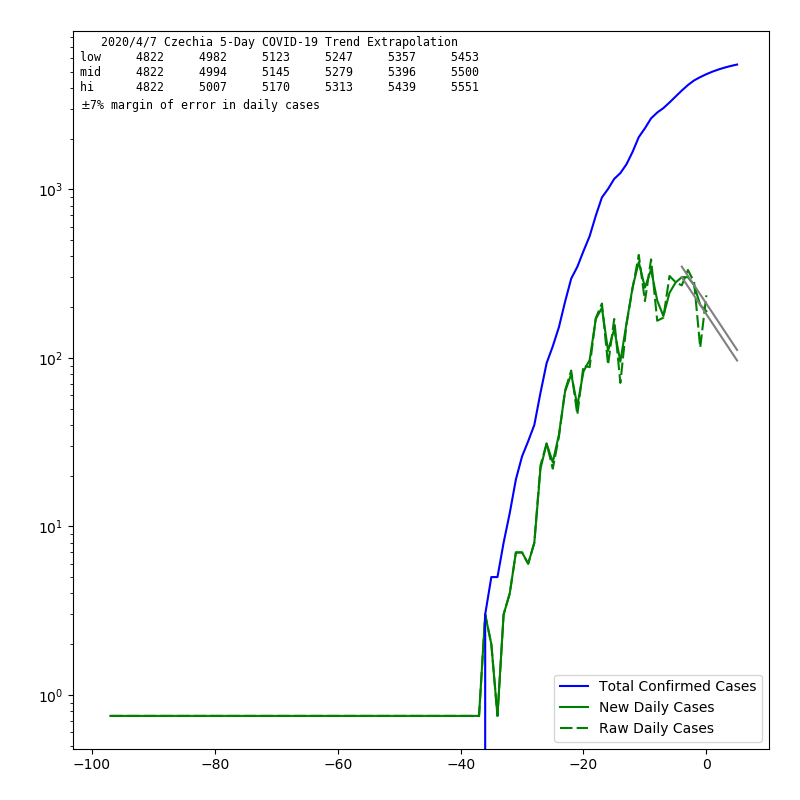 2020/4/7 Czechia 5-Day COVID-19 Trend Extrapolation
low 4822 4982 5123 5247 5357 5453
mid 4822 4994 5145 5279 5396 5500
hi 4822 5007 5170 5313 5439 5551
±7% margin of error in daily cases
10³
10²
10¹
10⁰
Total Confirmed Cases
New Daily Cases
Raw Daily Cases
−100 −80 −60 −40 −20 0